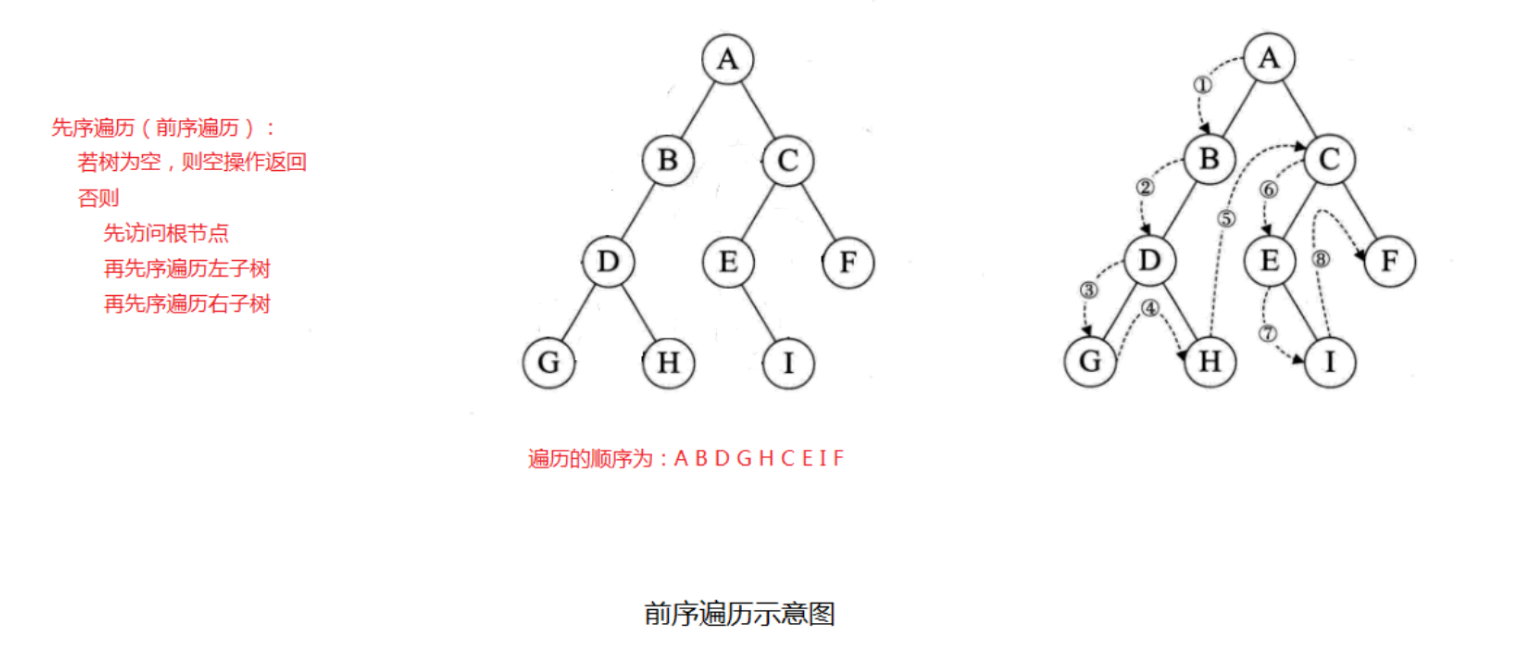 先序遍历（前序遍历）：
若树为空，则空操作返回
否则
先访问根节点
再先序遍历左子树
再先序遍历右子树
A
B C
D E F
G H I
A
①
B C
② ⑥
⑤
D E F
③ ④ ⑧
⑦
G H I
遍历的顺序为：A B D G H C E I F
前序遍历示意图